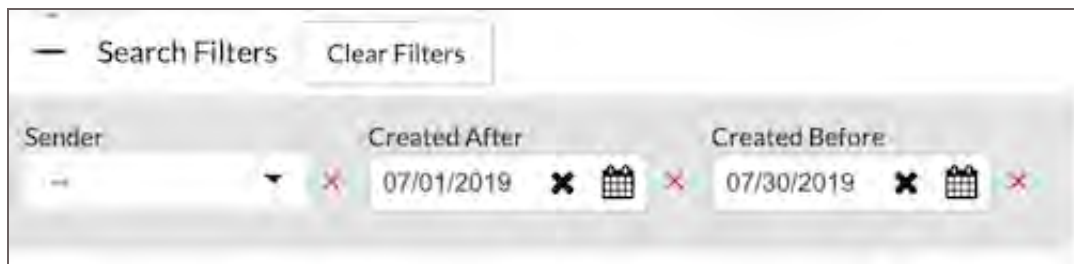 Search Filters Clear Filters
Sender Created After Created Before
-- 07/01/2019 07/30/2019